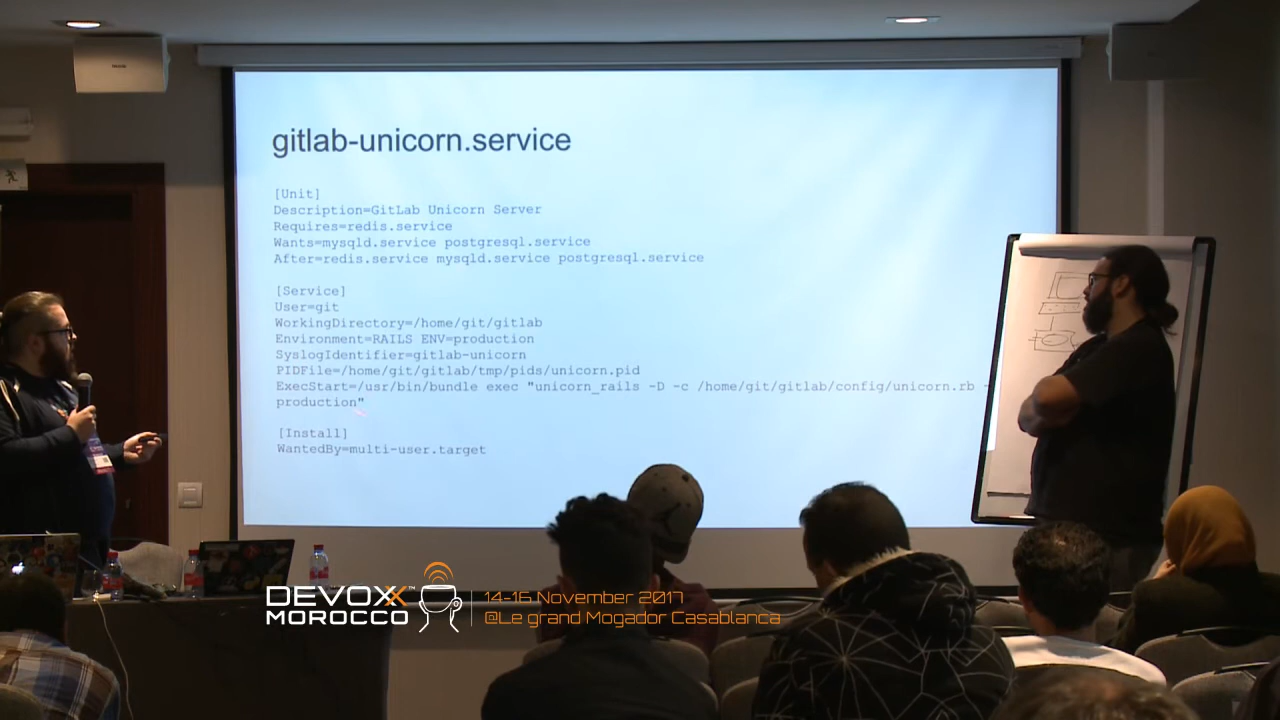 gitlab-unicorn.service
[Unit]
Description=GitLab Unicorn Server
Requires=redis.service
Wants=mysqld.service postgresql.service
After=redis.service mysqld.service postgresql.service
[Service]
User=git
WorkingDirectory=/home/git/gitlab
Environment=RAILS_ENV=production
SyslogIdentifier=gitlab-unicorn
PIDFile=/home/git/gitlab/tmp/pids/unicorn.pid
ExecStart=/usr/bin/bundle exec "unicorn_rails -D -c /home/git/gitlab/config/unicorn.rb -
production"
[Install]
WantedBy=multi-user.target
DEVOXX™
MOROCCO
14-16 November 2017
@Le grand Mogador Casablanca